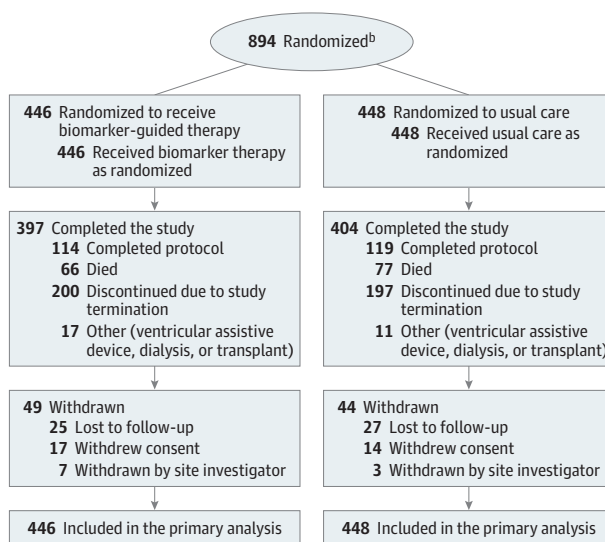 894 Randomizedb
446 Randomized to receive
biomarker-guided therapy
446 Received biomarker therapy
as randomized
448 Randomized to usual care
448 Received usual care as
randomized
397 Completed the study
114 Completed protocol
66 Died
200 Discontinued due to study
termination
17 Other (ventricular assistive
device, dialysis, or transplant)
404 Completed the study
119 Completed protocol
77 Died
197 Discontinued due to study
termination
11 Other (ventricular assistive
device, dialysis, or transplant)
49 Withdrawn
25 Lost to follow-up
17 Withdrew consent
7 Withdrawn by site investigator
44 Withdrawn
27 Lost to follow-up
14 Withdrew consent
3 Withdrawn by site investigator
446 Included in the primary analysis
448 Included in the primary analysis